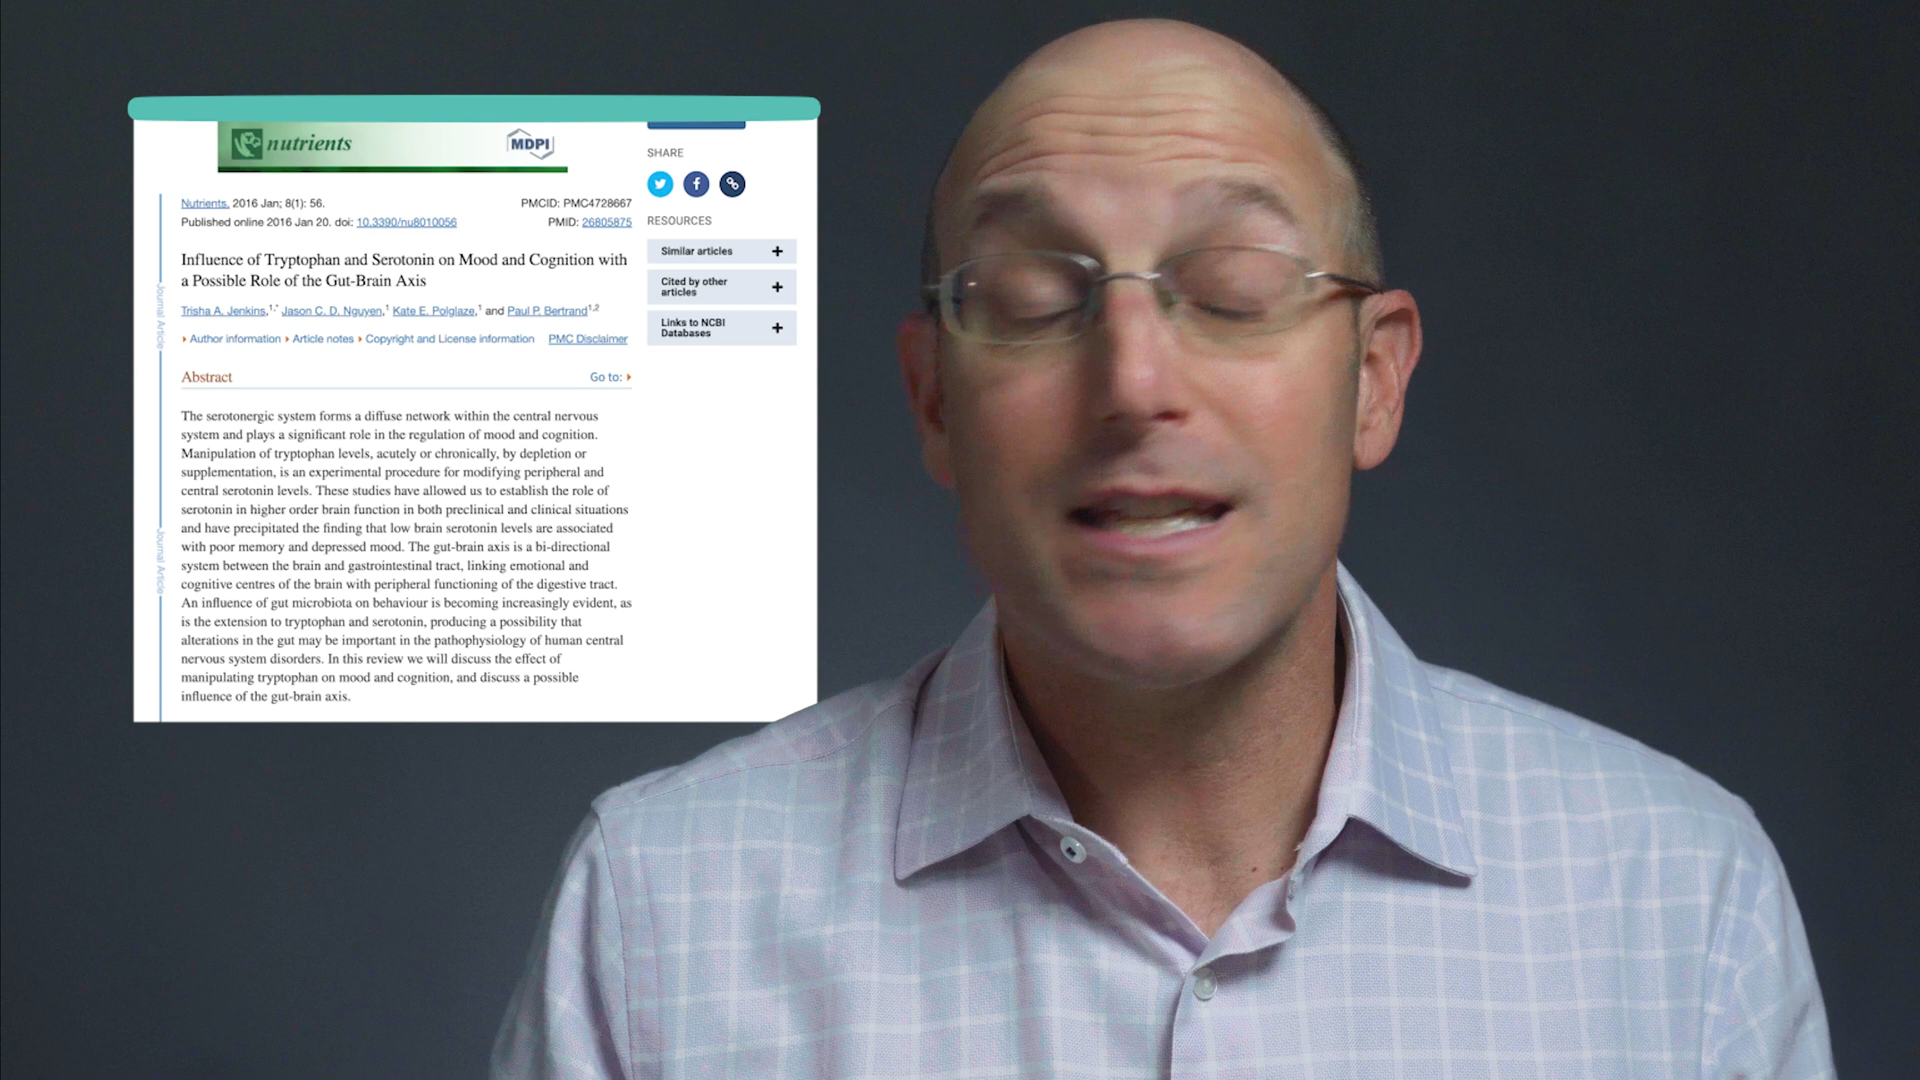 nutrients
MDPI
Nutrients. 2016 Jan; 8(1): 56.
PMCID: PMC4728667
Published online 2016 Jan 20. doi: 10.3390/nu8010056
PMID: 26805875
Influence of Tryptophan and Serotonin on Mood and Cognition with
a Possible Role of the Gut-Brain Axis
Trisha A. Jenkins,1,* Jason C. D. Nguyen,1 Kate E. Polglaze,1 and Paul P. Bertrand1,2
Author information Article notes Copyright and License information PMC Disclaimer
Abstract
Go to:
The serotonergic system forms a diffuse network within the central nervous
system and plays a significant role in the regulation of mood and cognition.
Manipulation of tryptophan levels, acutely or chronically, by depletion or
supplementation, is an experimental procedure for modifying peripheral and
central serotonin levels. These studies have allowed us to establish the role of
serotonin in higher order brain function in both preclinical and clinical situations
and have precipitated the finding that low brain serotonin levels are associated
with poor memory and depressed mood. The gut-brain axis is a bi-directional
system between the brain and gastrointestinal tract, linking emotional and
cognitive centres of the brain with peripheral functioning of the digestive tract.
An influence of gut microbiota on behaviour is becoming increasingly evident, as
is the extension to tryptophan and serotonin, producing a possibility that
alterations in the gut may be important in the pathophysiology of human central
nervous system disorders. In this review we will discuss the effect of
manipulating tryptophan on mood and cognition, and discuss a possible
influence of the gut-brain axis.
Journal Article
Journal Article
SHARE
RESOURCES
Similar articles +
Cited by other
articles +
Links to NCBI
Databases +